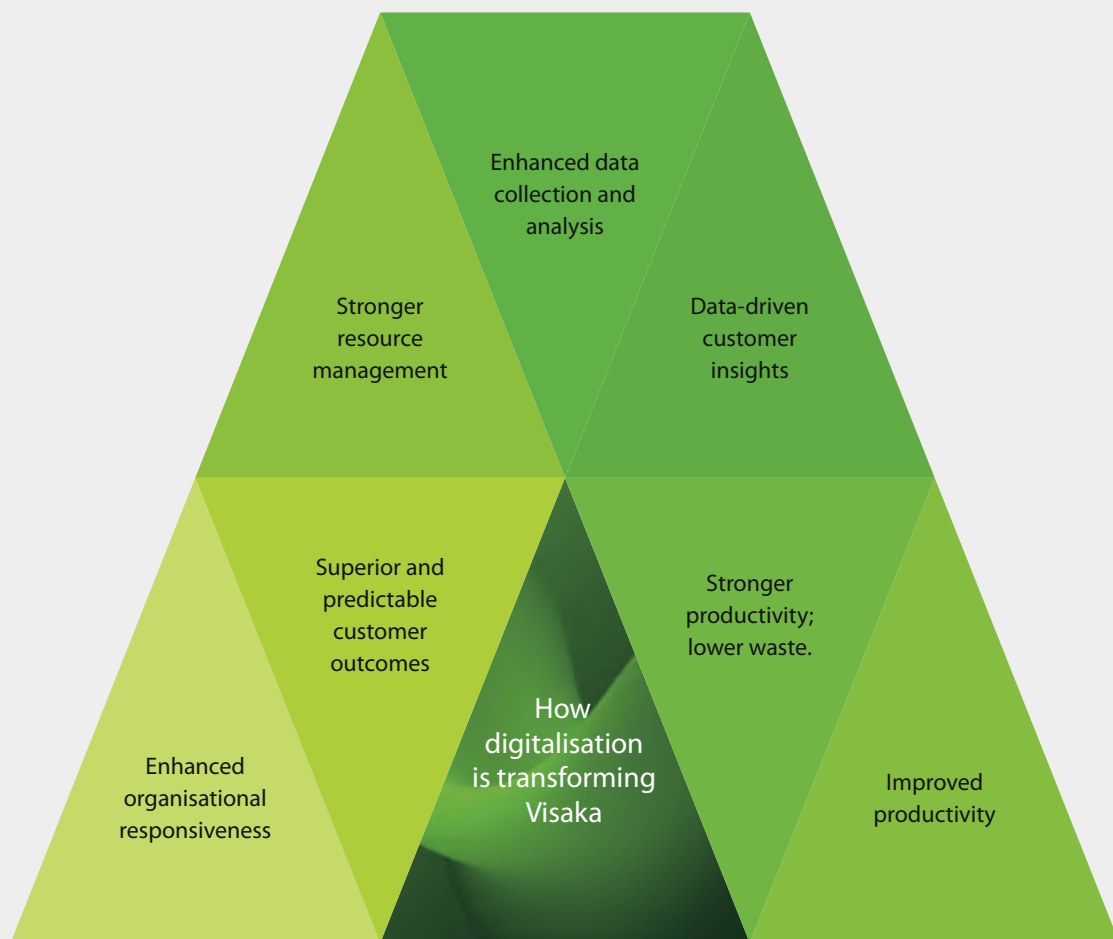 Enhanced data
collection and
analysis
Stronger
resource
management
Data-driven
customer
insights
Superior and
predictable
customer
outcomes
Stronger
productivity;
lower waste.
How
digitalisation
is transforming
Visaka
Enhanced
organisational
responsiveness
Improved
productivity